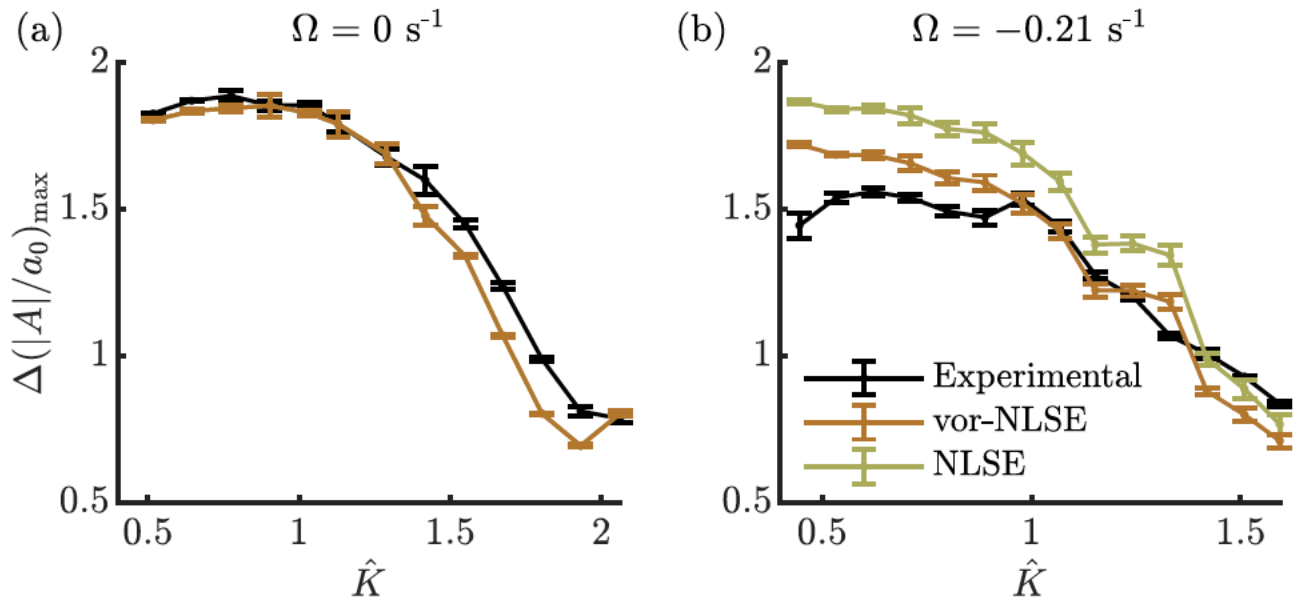 (a) Ω = 0 s⁻¹
(b) Ω = −0.21 s⁻¹
Δ(|A|/a₀)max
2
1.5
1
0.5
0.5 1 1.5 2
K̂
2
1.5
1
0.5
0.5 1 1.5
K̂
Experimental
vor-NLSE
NLSE